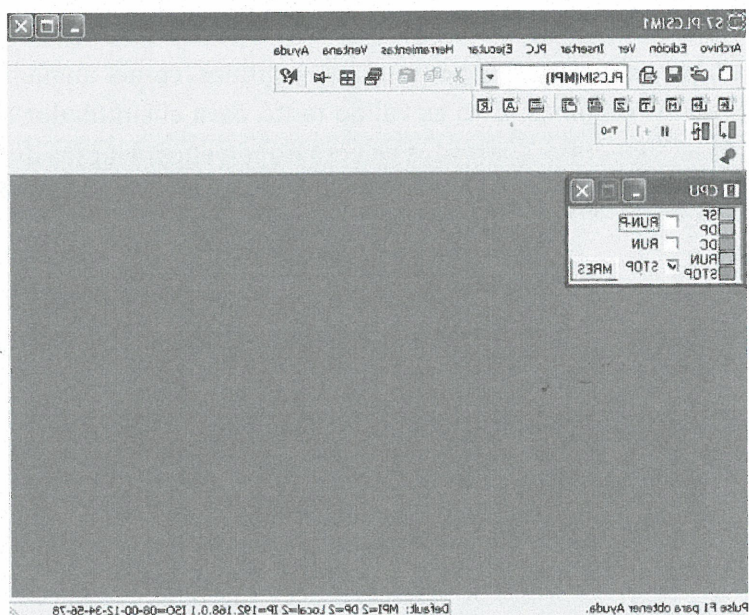 S7-PLCSIM1
Archivo Edición Ver Insertar PLC Ejecutar Herramientas Ventana Ayuda
PLCSIM(MPI)
+1 T=0
CPU
SF
DP
DC
RUN
STOP
RUN-P
RUN
STOP
MRES
Pulse F1 para obtener Ayuda.
Default: MPI=2 DP=2 Local=2 IP=192.168.0.1 ISO=08-00-12-34-56-78